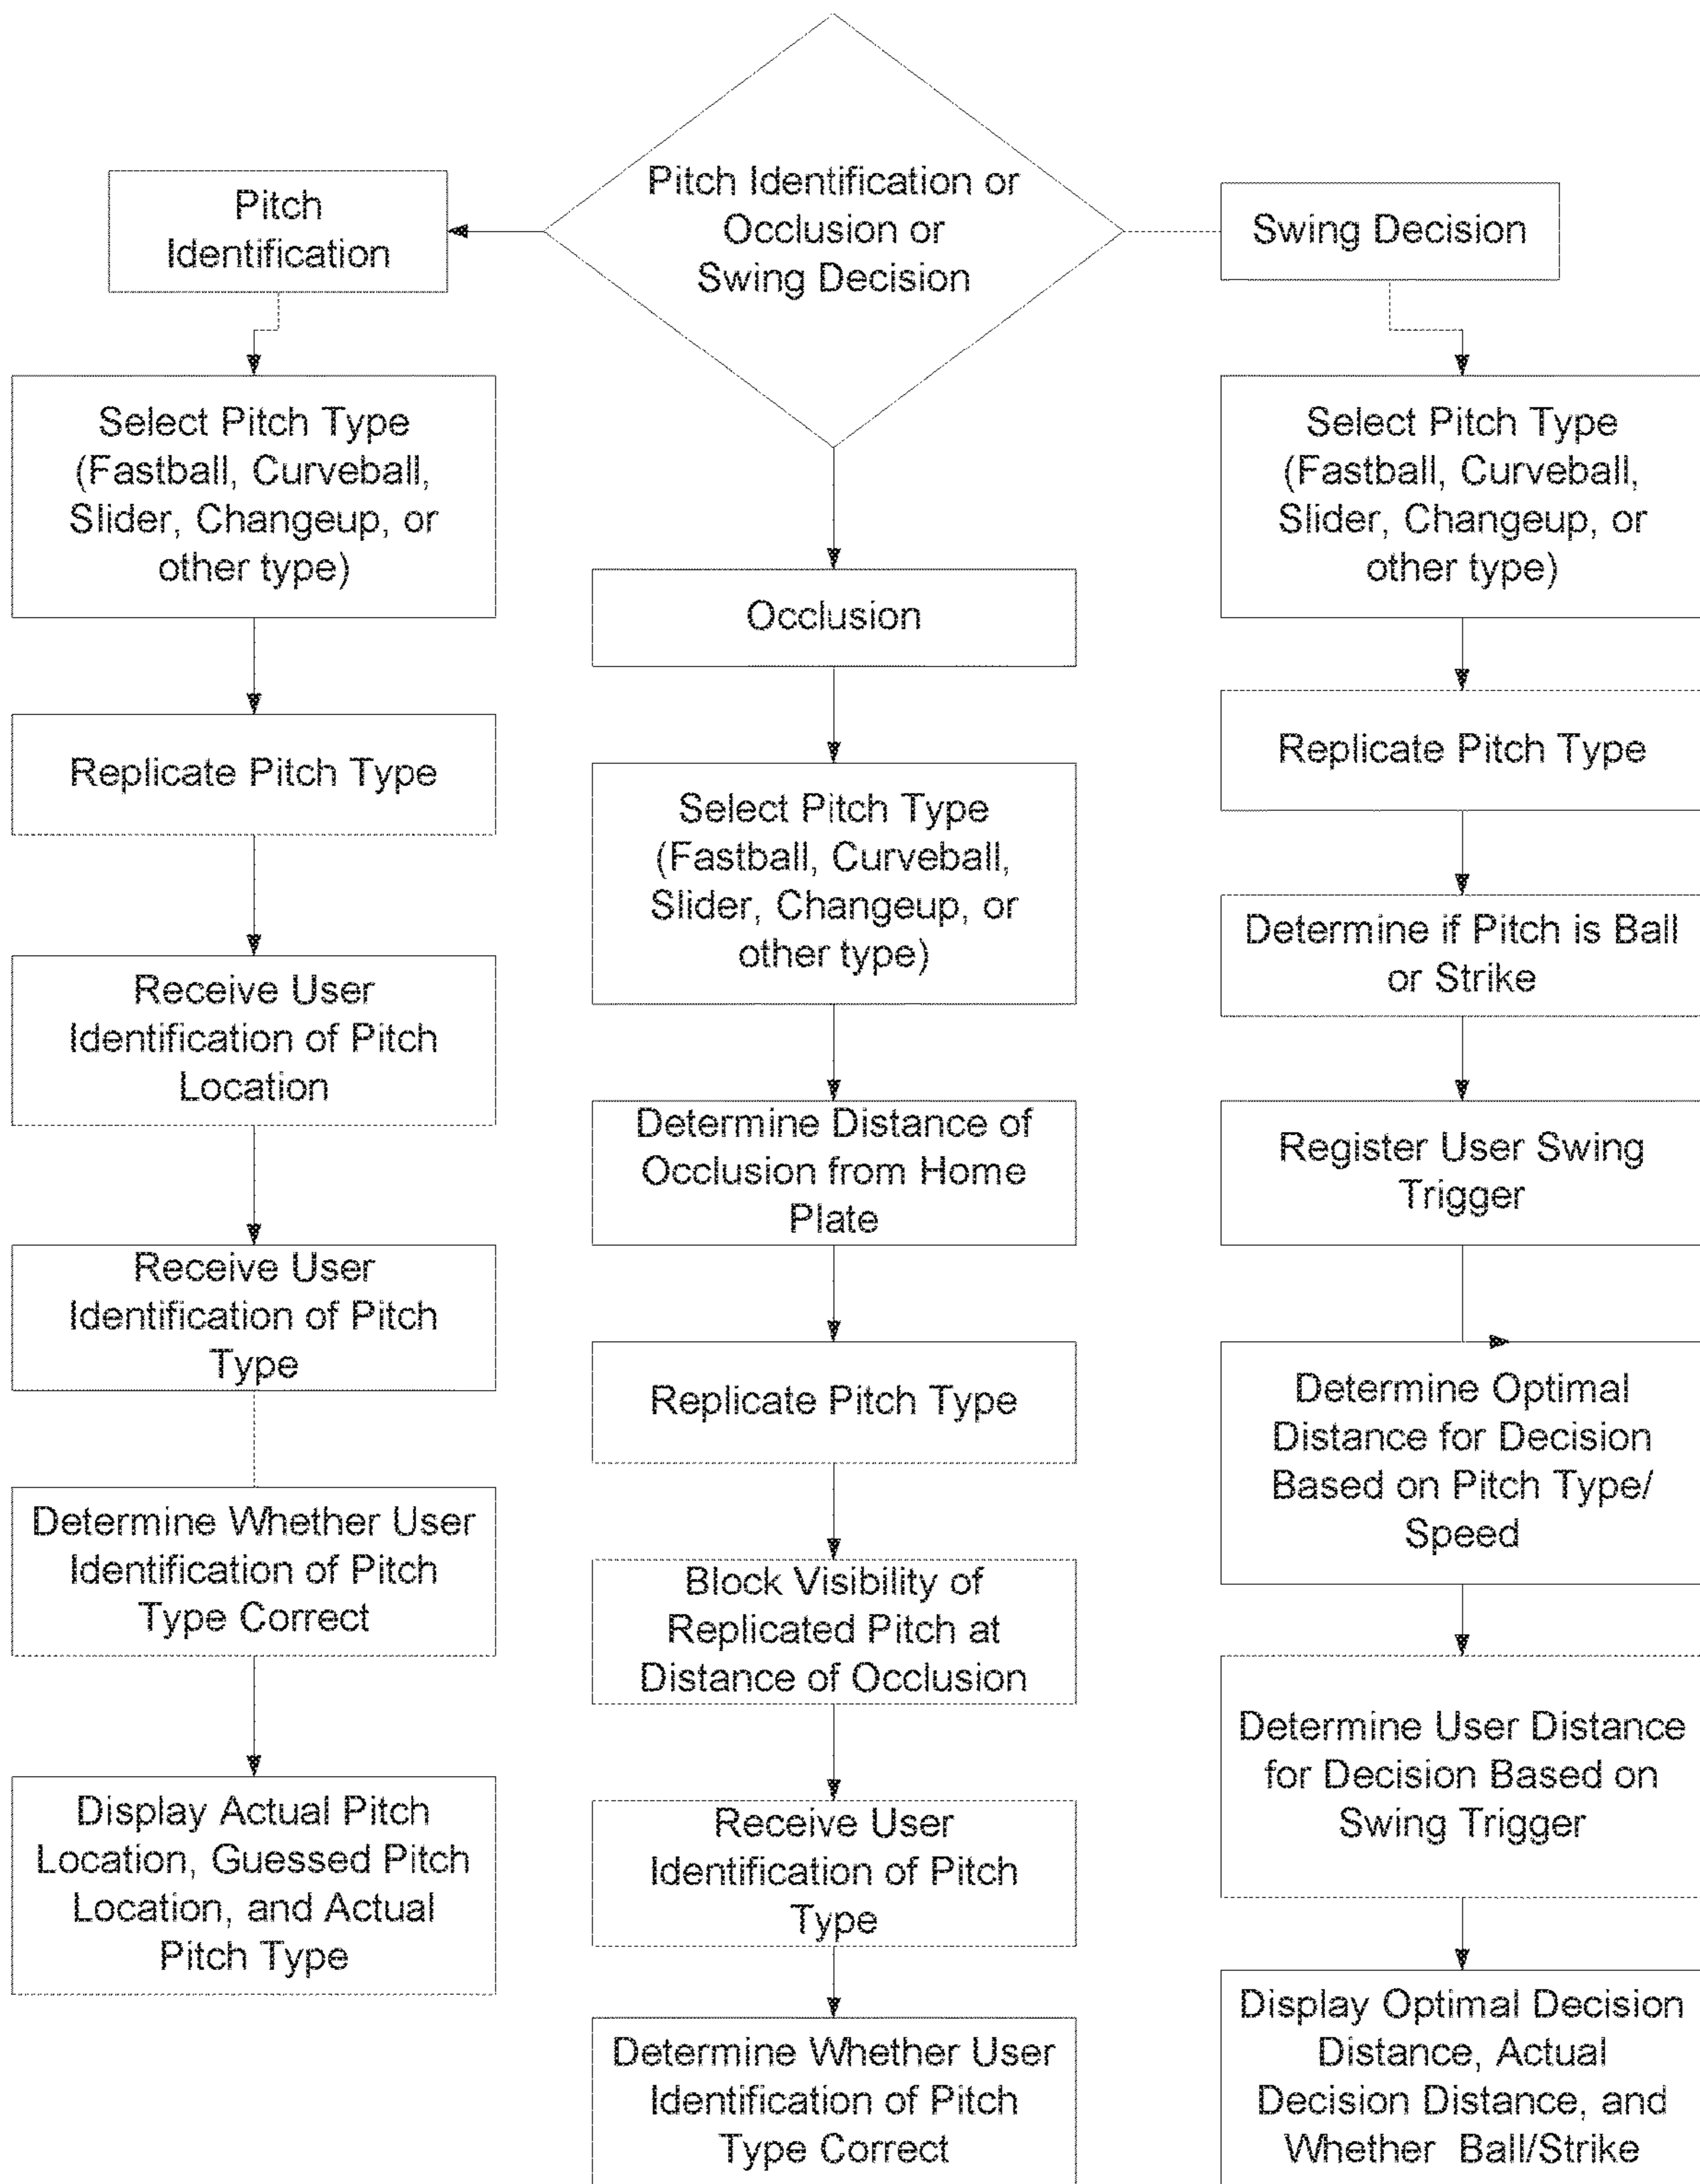 Pitch Identification or
Occlusion or
Swing Decision
Pitch
Identification
Select Pitch Type
(Fastball, Curveball,
Slider, Changeup, or
other type)
Replicate Pitch Type
Receive User
Identification of Pitch
Location
Receive User
Identification of Pitch
Type
Determine Whether User
Identification of Pitch
Type Correct
Display Actual Pitch
Location, Guessed Pitch
Location, and Actual
Pitch Type
Occlusion
Select Pitch Type
(Fastball, Curveball,
Slider, Changeup, or
other type)
Determine Distance of
Occlusion from Home
Plate
Replicate Pitch Type
Block Visibility of
Replicated Pitch at
Distance of Occlusion
Receive User
Identification of Pitch
Type
Determine Whether User
Identification of Pitch
Type Correct
Swing Decision
Select Pitch Type
(Fastball, Curveball,
Slider, Changeup, or
other type)
Replicate Pitch Type
Determine if Pitch is Ball
or Strike
Register User Swing
Trigger
Determine Optimal
Distance for Decision
Based on Pitch Type/
Speed
Determine User Distance
for Decision Based on
Swing Trigger
Display Optimal Decision
Distance, Actual
Decision Distance, and
Whether Ball/Strike